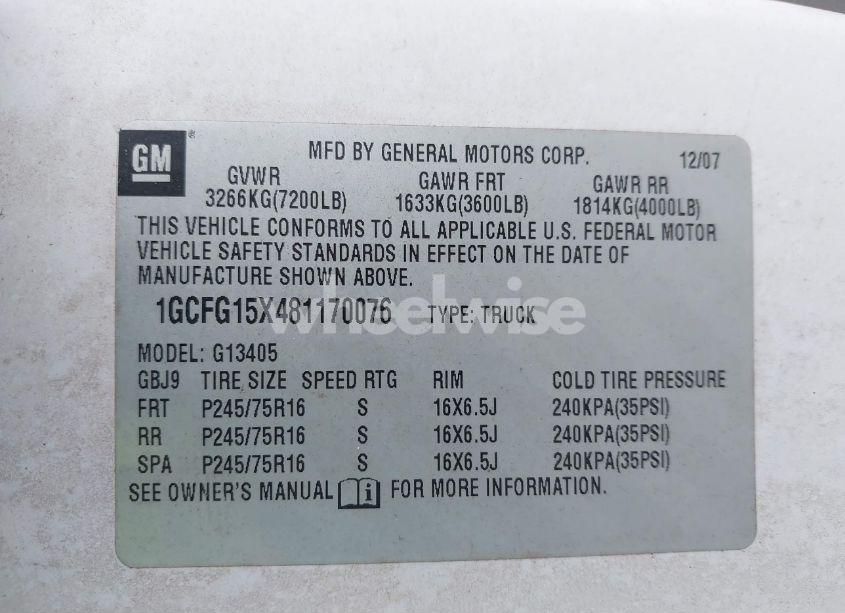 GM
MFD BY GENERAL MOTORS CORP. 12/07
GVWR GAWR FRT GAWR RR
3266KG(7200LB) 1633KG(3600LB) 1814KG(4000LB)
THIS VEHICLE CONFORMS TO ALL APPLICABLE U.S. FEDERAL MOTOR
VEHICLE SAFETY STANDARDS IN EFFECT ON THE DATE OF
MANUFACTURE SHOWN ABOVE.
1GCFG15X481170076 TYPE: TRUCK
wheelwise
MODEL: G13405
GBJ9 TIRE SIZE SPEED RTG RIM COLD TIRE PRESSURE
FRT P245/75R16 S 16X6.5J 240KPA(35PSI)
RR P245/75R16 S 16X6.5J 240KPA(35PSI)
SPA P245/75R16 S 16X6.5J 240KPA(35PSI)
SEE OWNER'S MANUAL i FOR MORE INFORMATION.